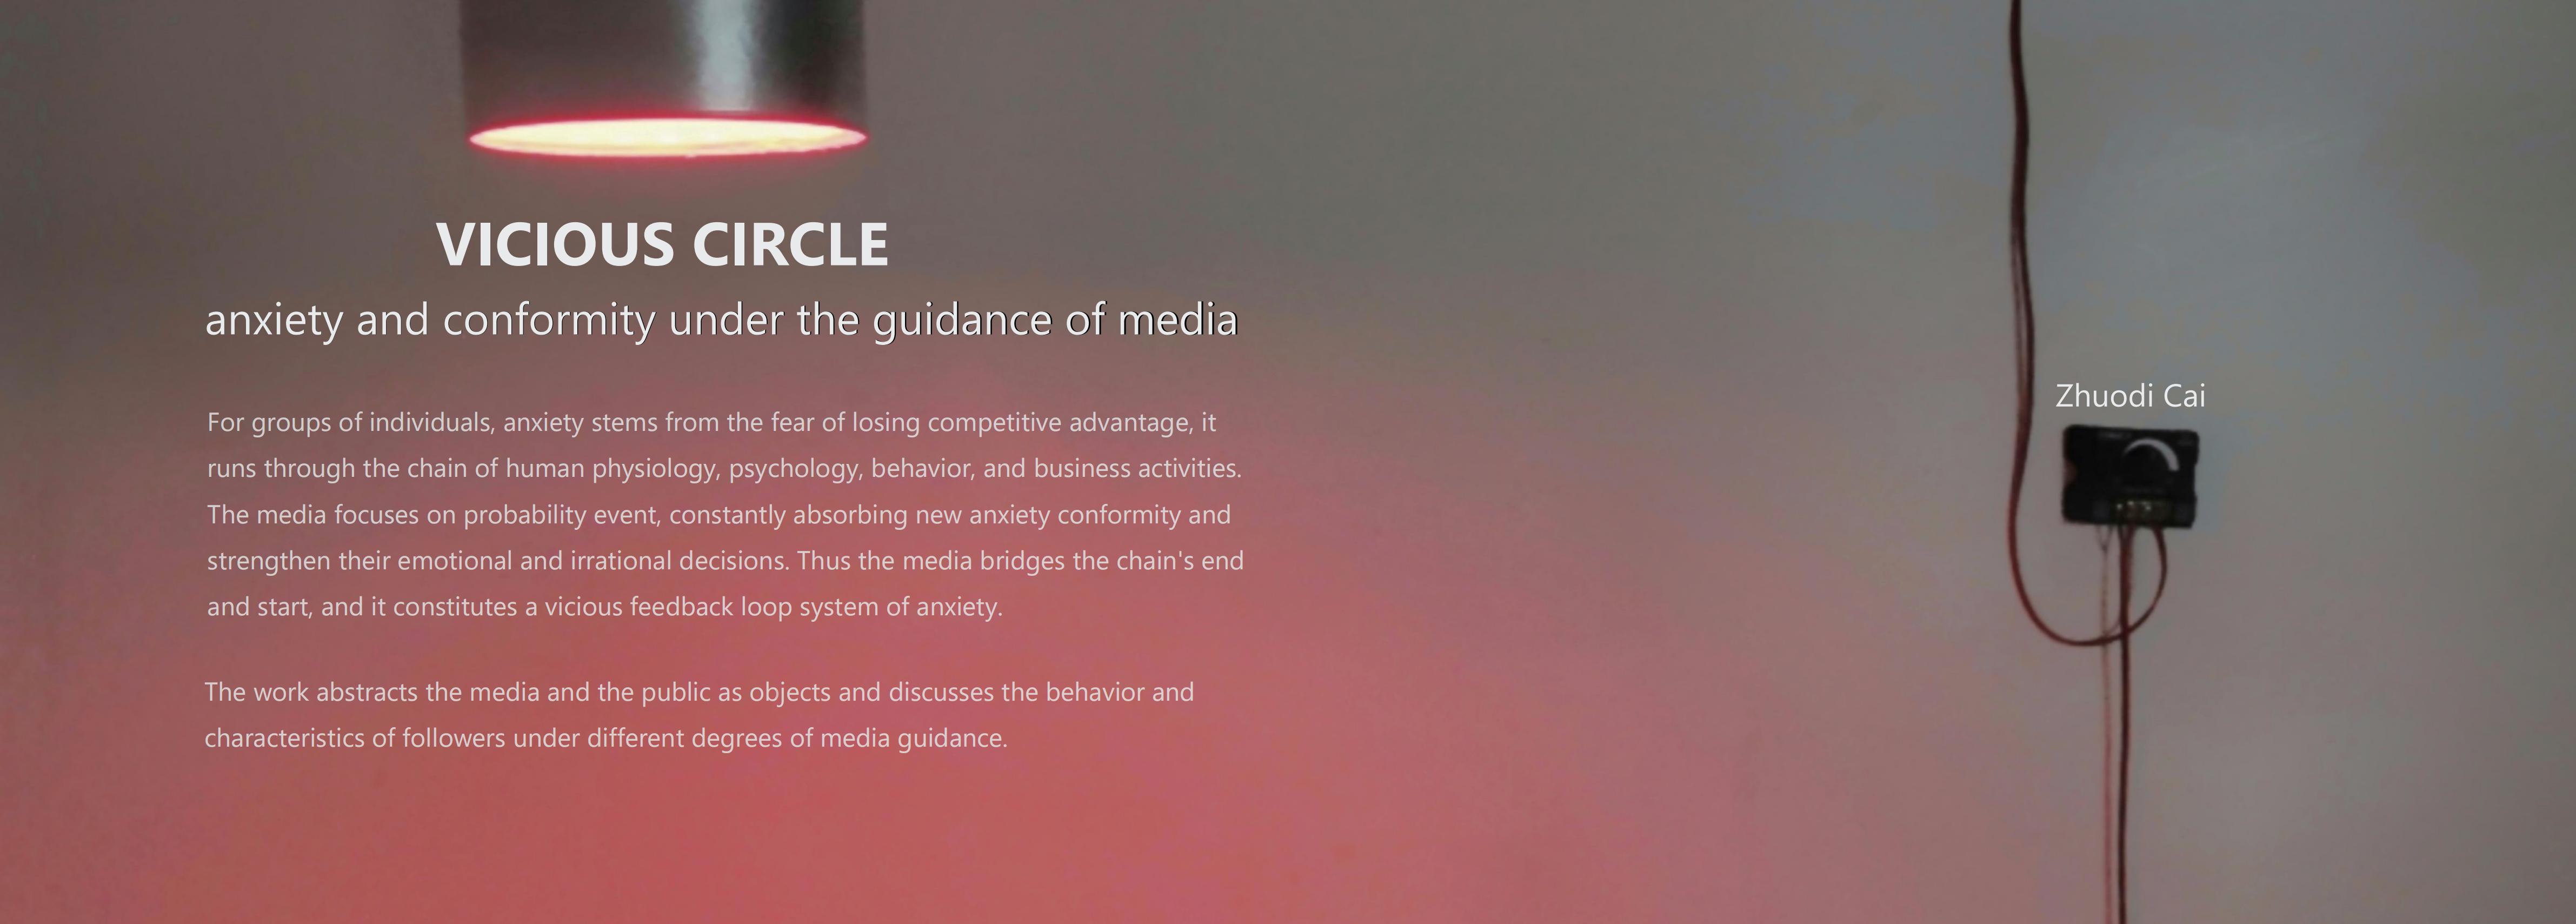 VICIOUS CIRCLE
anxiety and conformity under the guidance of media
For groups of individuals, anxiety stems from the fear of losing competitive advantage, it
runs through the chain of human physiology, psychology, behavior, and business activities.
The media focuses on probability event, constantly absorbing new anxiety conformity and
strengthen their emotional and irrational decisions. Thus the media bridges the chain's end
and start, and it constitutes a vicious feedback loop system of anxiety.
The work abstracts the media and the public as objects and discusses the behavior and
characteristics of followers under different degrees of media guidance.
Zhuodi Cai